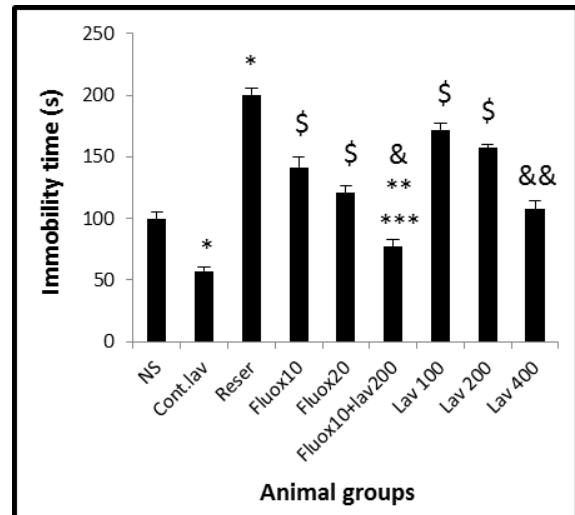 Immobility time (s)
250
200
150
100
50
0
*
*
$
$
&
**
***
$
$
&&
NS
Cont.lav
Reser
Fluox10
Fluox20
Fluox10+lav200
Lav 100
Lav 200
Lav 400
Animal groups